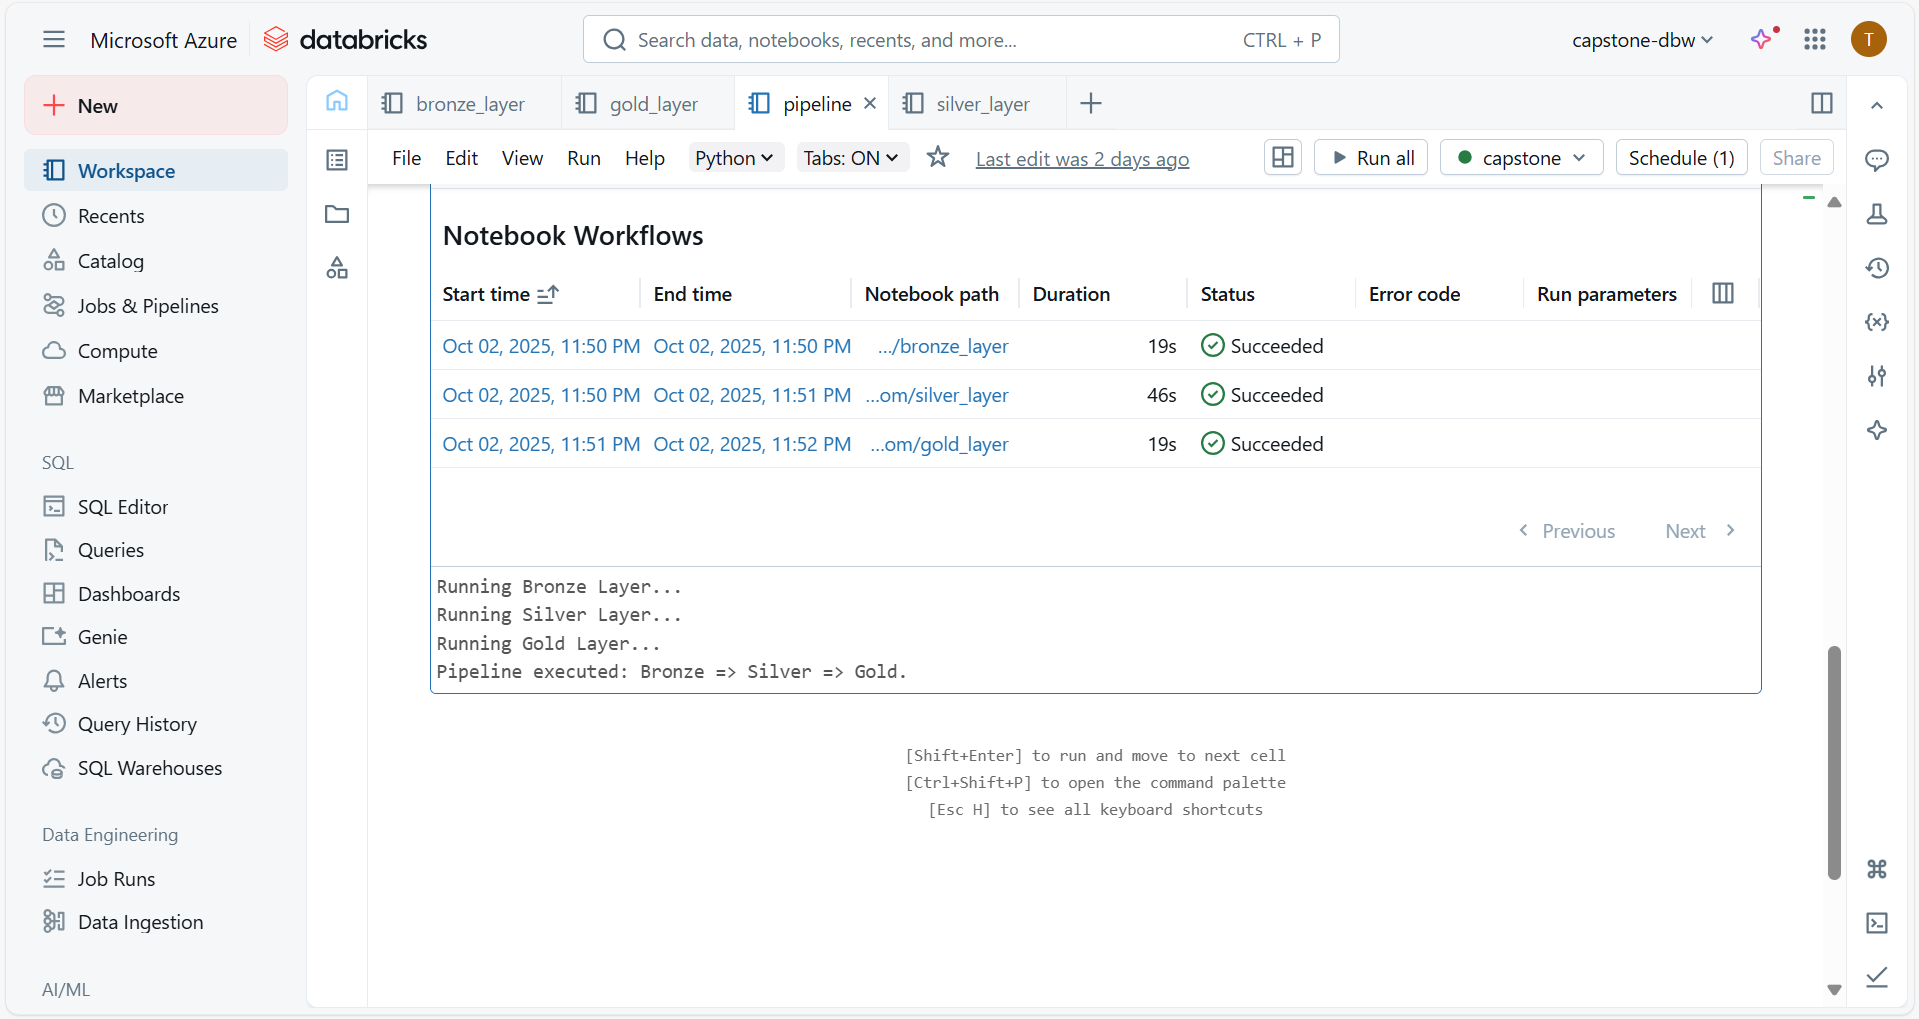 Microsoft Azure databricks
Search data, notebooks, recents, and more... CTRL + P
capstone-dbw
T
New
Workspace
Recents
Catalog
Jobs & Pipelines
Compute
Marketplace
SQL
SQL Editor
Queries
Dashboards
Genie
Alerts
Query History
SQL Warehouses
Data Engineering
Job Runs
Data Ingestion
AI/ML
bronze_layer gold_layer pipeline silver_layer
File Edit View Run Help Python Tabs: ON Last edit was 2 days ago Run all capstone Schedule (1) Share
Notebook Workflows
Start time End time Notebook path Duration Status Error code Run parameters
Oct 02, 2025, 11:50 PM Oct 02, 2025, 11:50 PM .../bronze_layer 19s Succeeded
Oct 02, 2025, 11:50 PM Oct 02, 2025, 11:51 PM ...om/silver_layer 46s Succeeded
Oct 02, 2025, 11:51 PM Oct 02, 2025, 11:52 PM ...om/gold_layer 19s Succeeded
Previous Next
Running Bronze Layer...
Running Silver Layer...
Running Gold Layer...
Pipeline executed: Bronze => Silver => Gold.
[Shift+Enter] to run and move to next cell
[Ctrl+Shift+P] to open the command palette
[Esc H] to see all keyboard shortcuts